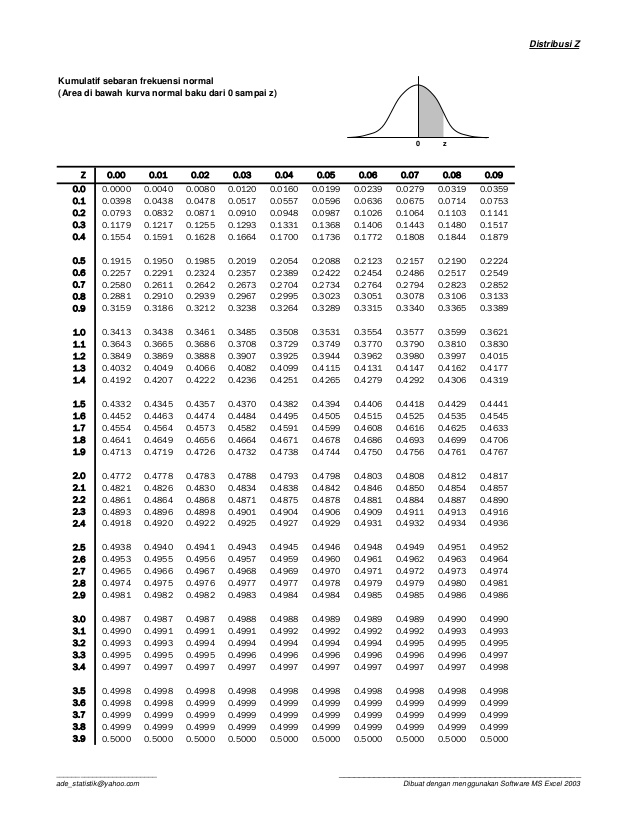 Distribusi Z
Kumulatif sebaran frekuensi normal
(Area di bawah kurva normal baku dari 0 sampai z)
0 z
Z 0.00 0.01 0.02 0.03 0.04 0.05 0.06 0.07 0.08 0.09
0.0 0.0000 0.0040 0.0080 0.0120 0.0160 0.0199 0.0239 0.0279 0.0319 0.0359
0.1 0.0398 0.0438 0.0478 0.0517 0.0557 0.0596 0.0636 0.0675 0.0714 0.0753
0.2 0.0793 0.0832 0.0871 0.0910 0.0948 0.0987 0.1026 0.1064 0.1103 0.1141
0.3 0.1179 0.1217 0.1255 0.1293 0.1331 0.1368 0.1406 0.1443 0.1480 0.1517
0.4 0.1554 0.1591 0.1628 0.1664 0.1700 0.1736 0.1772 0.1808 0.1844 0.1879
0.5 0.1915 0.1950 0.1985 0.2019 0.2054 0.2088 0.2123 0.2157 0.2190 0.2224
0.6 0.2257 0.2291 0.2324 0.2357 0.2389 0.2422 0.2454 0.2486 0.2517 0.2549
0.7 0.2580 0.2611 0.2642 0.2673 0.2704 0.2734 0.2764 0.2794 0.2823 0.2852
0.8 0.2881 0.2910 0.2939 0.2967 0.2995 0.3023 0.3051 0.3078 0.3106 0.3133
0.9 0.3159 0.3186 0.3212 0.3238 0.3264 0.3289 0.3315 0.3340 0.3365 0.3389
1.0 0.3413 0.3438 0.3461 0.3485 0.3508 0.3531 0.3554 0.3577 0.3599 0.3621
1.1 0.3643 0.3665 0.3686 0.3708 0.3729 0.3749 0.3770 0.3790 0.3810 0.3830
1.2 0.3849 0.3869 0.3888 0.3907 0.3925 0.3944 0.3962 0.3980 0.3997 0.4015
1.3 0.4032 0.4049 0.4066 0.4082 0.4099 0.4115 0.4131 0.4147 0.4162 0.4177
1.4 0.4192 0.4207 0.4222 0.4236 0.4251 0.4265 0.4279 0.4292 0.4306 0.4319
1.5 0.4332 0.4345 0.4357 0.4370 0.4382 0.4394 0.4406 0.4418 0.4429 0.4441
1.6 0.4452 0.4463 0.4474 0.4484 0.4495 0.4505 0.4515 0.4525 0.4535 0.4545
1.7 0.4554 0.4564 0.4573 0.4582 0.4591 0.4599 0.4608 0.4616 0.4625 0.4633
1.8 0.4641 0.4649 0.4656 0.4664 0.4671 0.4678 0.4686 0.4693 0.4699 0.4706
1.9 0.4713 0.4719 0.4726 0.4732 0.4738 0.4744 0.4750 0.4756 0.4761 0.4767
2.0 0.4772 0.4778 0.4783 0.4788 0.4793 0.4798 0.4803 0.4808 0.4812 0.4817
2.1 0.4821 0.4826 0.4830 0.4834 0.4838 0.4842 0.4846 0.4850 0.4854 0.4857
2.2 0.4861 0.4864 0.4868 0.4871 0.4875 0.4878 0.4881 0.4884 0.4887 0.4890
2.3 0.4893 0.4896 0.4898 0.4901 0.4904 0.4906 0.4909 0.4911 0.4913 0.4916
2.4 0.4918 0.4920 0.4922 0.4925 0.4927 0.4929 0.4931 0.4932 0.4934 0.4936
2.5 0.4938 0.4940 0.4941 0.4943 0.4945 0.4946 0.4948 0.4949 0.4951 0.4952
2.6 0.4953 0.4955 0.4956 0.4957 0.4959 0.4960 0.4961 0.4962 0.4963 0.4964
2.7 0.4965 0.4966 0.4967 0.4968 0.4969 0.4970 0.4971 0.4972 0.4973 0.4974
2.8 0.4974 0.4975 0.4976 0.4977 0.4977 0.4978 0.4979 0.4979 0.4980 0.4981
2.9 0.4981 0.4982 0.4982 0.4983 0.4984 0.4984 0.4985 0.4985 0.4986 0.4986
3.0 0.4987 0.4987 0.4987 0.4988 0.4988 0.4989 0.4989 0.4989 0.4990 0.4990
3.1 0.4990 0.4991 0.4991 0.4991 0.4992 0.4992 0.4992 0.4992 0.4993 0.4993
3.2 0.4993 0.4993 0.4994 0.4994 0.4994 0.4994 0.4994 0.4995 0.4995 0.4995
3.3 0.4995 0.4995 0.4995 0.4996 0.4996 0.4996 0.4996 0.4996 0.4996 0.4997
3.4 0.4997 0.4997 0.4997 0.4997 0.4997 0.4997 0.4997 0.4997 0.4997 0.4998
3.5 0.4998 0.4998 0.4998 0.4998 0.4998 0.4998 0.4998 0.4998 0.4998 0.4998
3.6 0.4998 0.4998 0.4999 0.4999 0.4999 0.4999 0.4999 0.4999 0.4999 0.4999
3.7 0.4999 0.4999 0.4999 0.4999 0.4999 0.4999 0.4999 0.4999 0.4999 0.4999
3.8 0.4999 0.4999 0.4999 0.4999 0.4999 0.4999 0.4999 0.4999 0.4999 0.4999
3.9 0.5000 0.5000 0.5000 0.5000 0.5000 0.5000 0.5000 0.5000 0.5000 0.5000
ade_statistik@yahoo.com
Dibuat dengan menggunakan Software MS Excel 2003